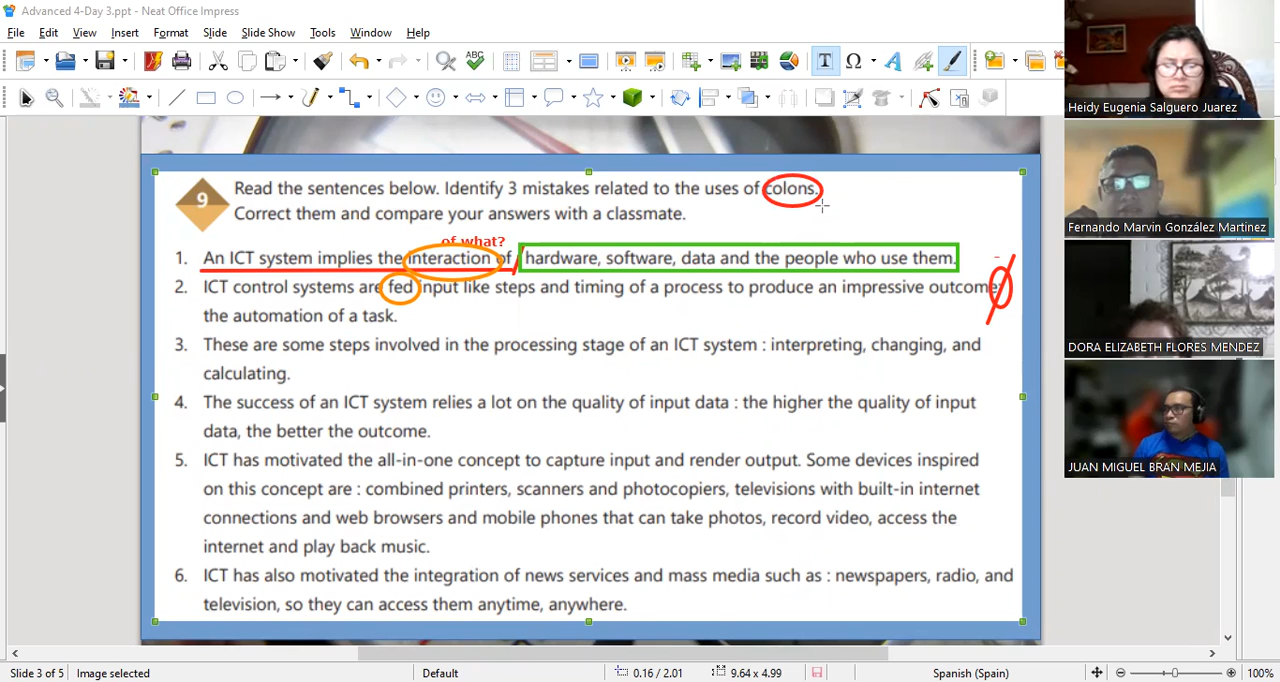 Advanced 4-Day 3.ppt - Neat Office Impress
File Edit View Insert Format Slide Slide Show Tools Window Help
9
Read the sentences below. Identify 3 mistakes related to the uses of colons.
Correct them and compare your answers with a classmate.
of what?
1. An ICT system implies the interaction of hardware, software, data and the people who use them.
2. ICT control systems are fed input like steps and timing of a process to produce an impressive outcome:
the automation of a task.
3. These are some steps involved in the processing stage of an ICT system : interpreting, changing, and
calculating.
4. The success of an ICT system relies a lot on the quality of input data : the higher the quality of input
data, the better the outcome.
5. ICT has motivated the all-in-one concept to capture input and render output. Some devices inspired
on this concept are : combined printers, scanners and photocopiers, televisions with built-in internet
connections and web browsers and mobile phones that can take photos, record video, access the
internet and play back music.
6. ICT has also motivated the integration of news services and mass media such as : newspapers, radio, and
television, so they can access them anytime, anywhere.
Heidy Eugenia Salguero Juarez
Fernando Marvin González Martinez
DORA ELIZABETH FLORES MENDEZ
JUAN MIGUEL BRAN MEJIA
Slide 3 of 5 Image selected Default 0.16 / 2.01 9.64 x 4.99 Spanish (Spain) 100%